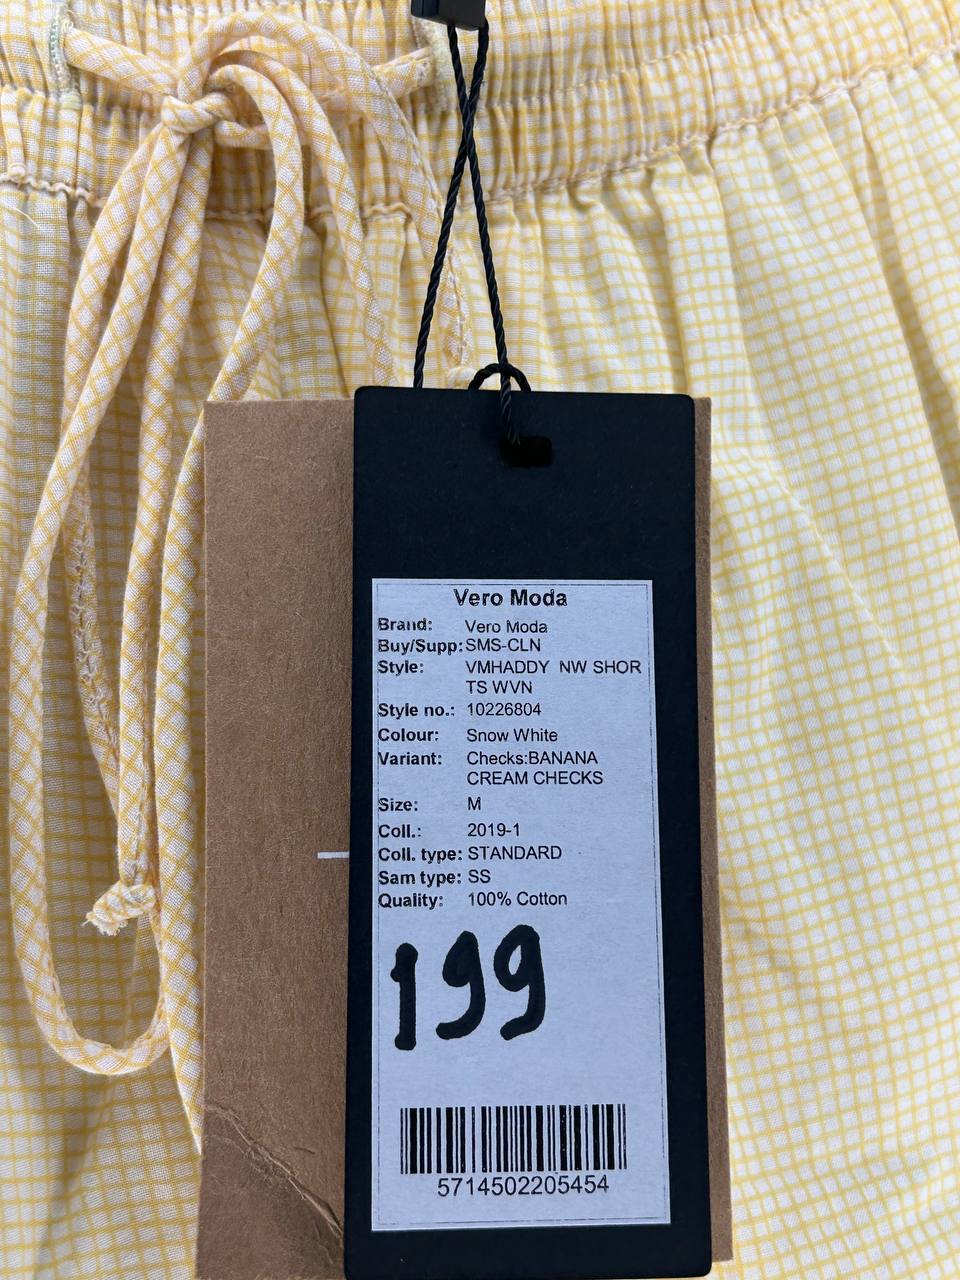 Vero Moda
Brand: Vero Moda
Buy/Supp: SMS-CLN
Style: VMHADDY NW SHOR
TS WVN
Style no.: 10226804
Colour: Snow White
Variant: Checks:BANANA
CREAM CHECKS
Size: M
Coll.: 2019-1
Coll. type: STANDARD
Sam type: SS
Quality: 100% Cotton
199
5714502205454